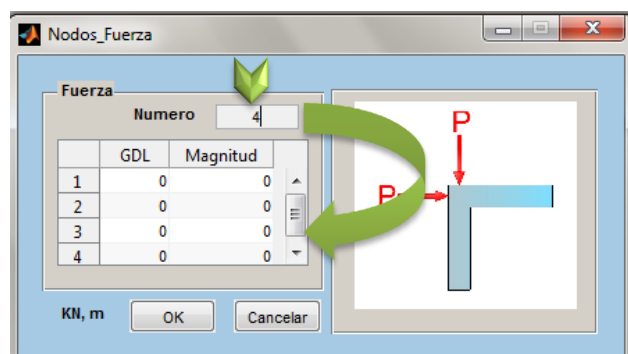 Nodos_Fuerza
Fuerza
Numero 4
GDL Magnitud
1 0 0
2 0 0
3 0 0
4 0 0
KN, m OK Cancelar
P
P